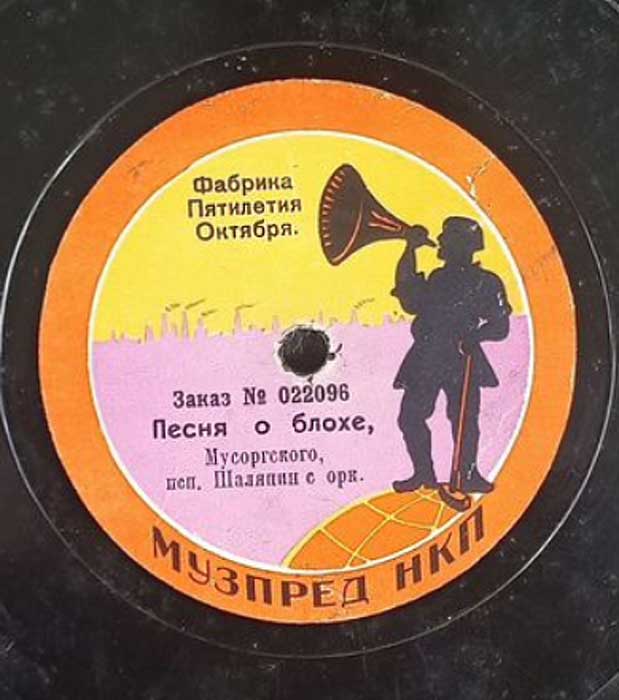 Фабрика
Пятилетия
Октября.
Заказ № 022096
Песня о блохе,
Мусоргского,
исп. Шаляпин с орк.
МУЗПРЕД НКП